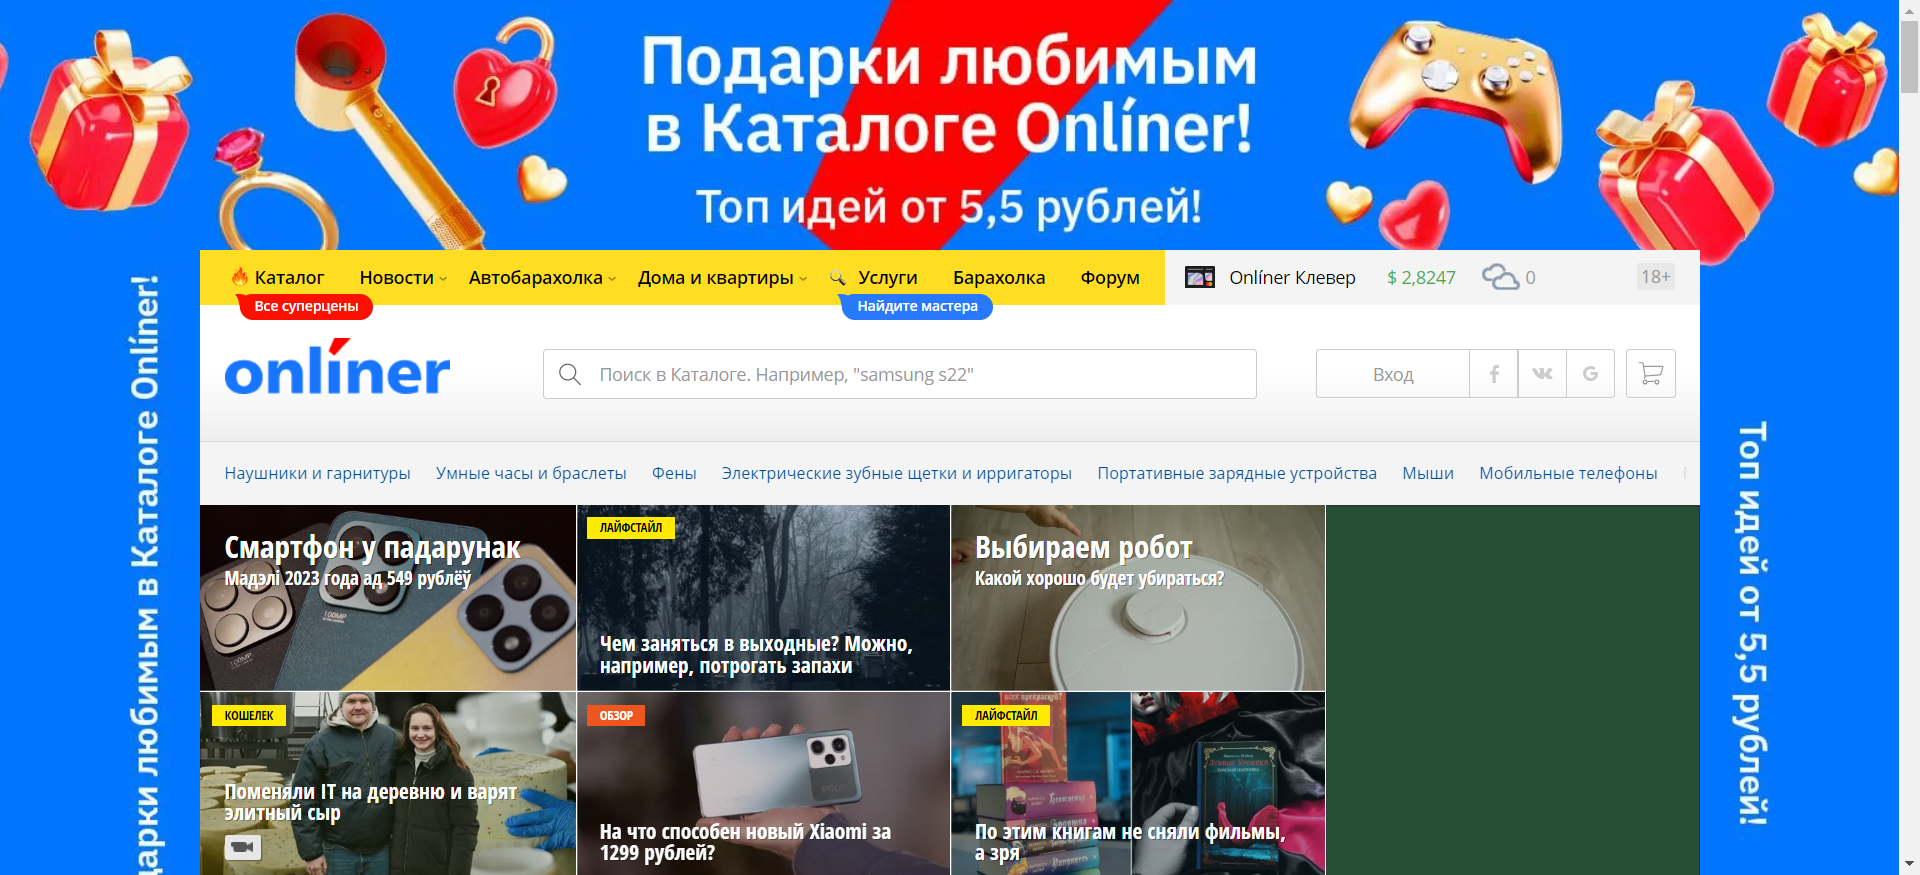 Подарки любимым
в Каталоге Onlíner!
Топ идей от 5,5 рублей!
Каталог
Новости
Автобарахолка
Дома и квартиры
Услуги
Барахолка
Форум
Onlíner Клевер
$ 2,8247
0
18+
Все суперцены
Найдите мастера
onlíner
Поиск в Каталоге. Например, "samsung s22"
Вход
Наушники и гарнитуры
Умные часы и браслеты
Фены
Электрические зубные щетки и ирригаторы
Портативные зарядные устройства
Мыши
Мобильные телефоны
дарки любимым в Каталоге Onlíner!
Топ идей от 5,5 рублей!
Смартфон у падарунак
Мадэлі 2023 года ад 549 рублёў
100MP
100MP
ЛАЙФСТАЙЛ
Чем заняться в выходные? Можно,
например, потрогать запахи
Выбираем робот
Какой хорошо будет убираться?
КОШЕЛЕК
Поменяли IT на деревню и варят
элитный сыр
ОБЗОР
POCO
На что способен новый Xiaomi за
1299 рублей?
ЛАЙФСТАЙЛ
По этим книгам не сняли фильмы,
а зря